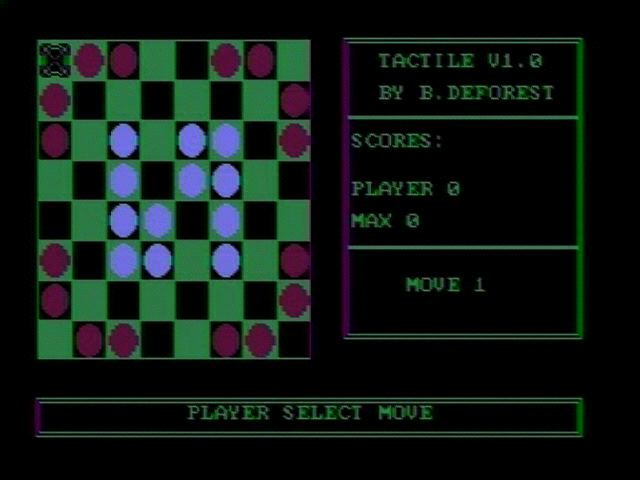 TACTILE V1.0
BY B.DEFOREST
SCORES:
PLAYER 0
MAX 0
MOVE 1
PLAYER SELECT MOVE